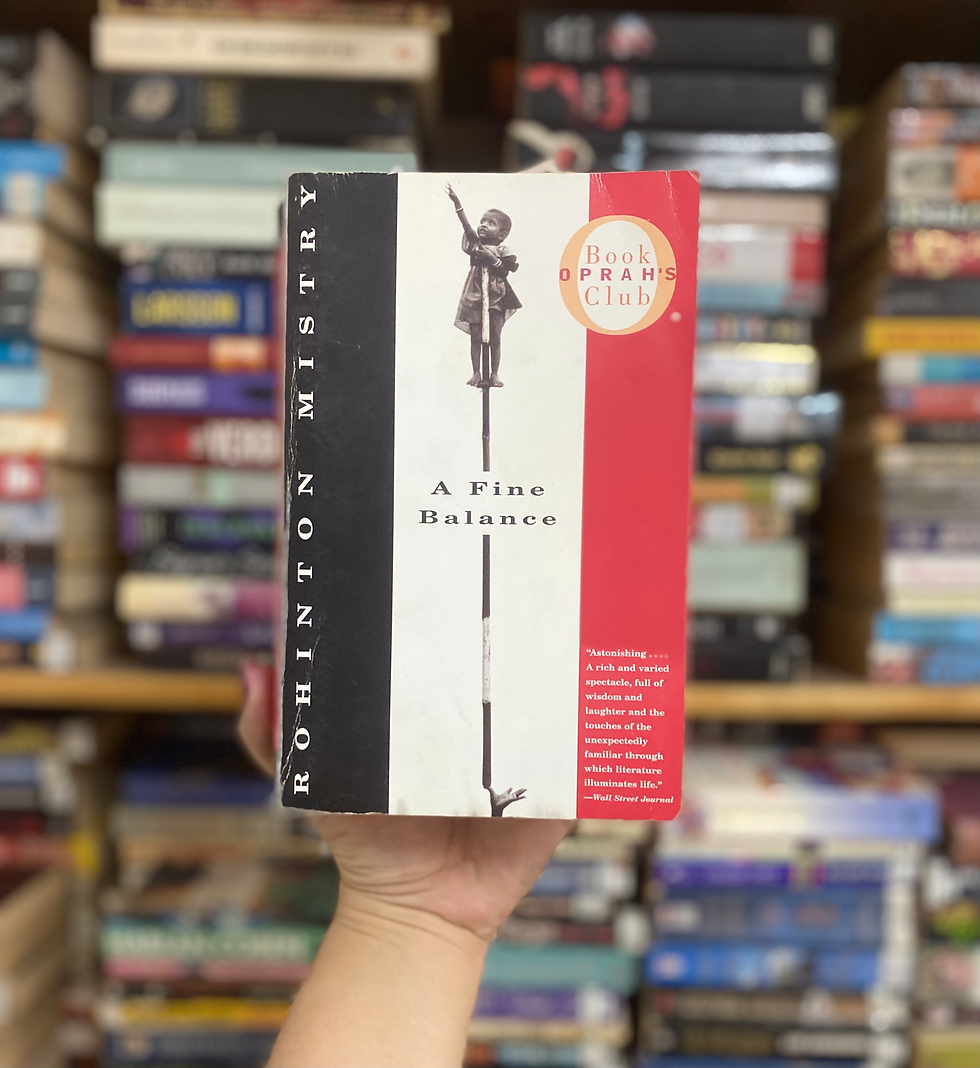 ROHINTON MISTRY
Book
OPRAH'S
Club
A Fine
Balance
"Astonishing ....
A rich and varied
spectacle, full of
wisdom and
laughter and the
touches of the
unexpectedly
familiar through
which literature
illuminates life."
—Wall Street Journal
LARSSON